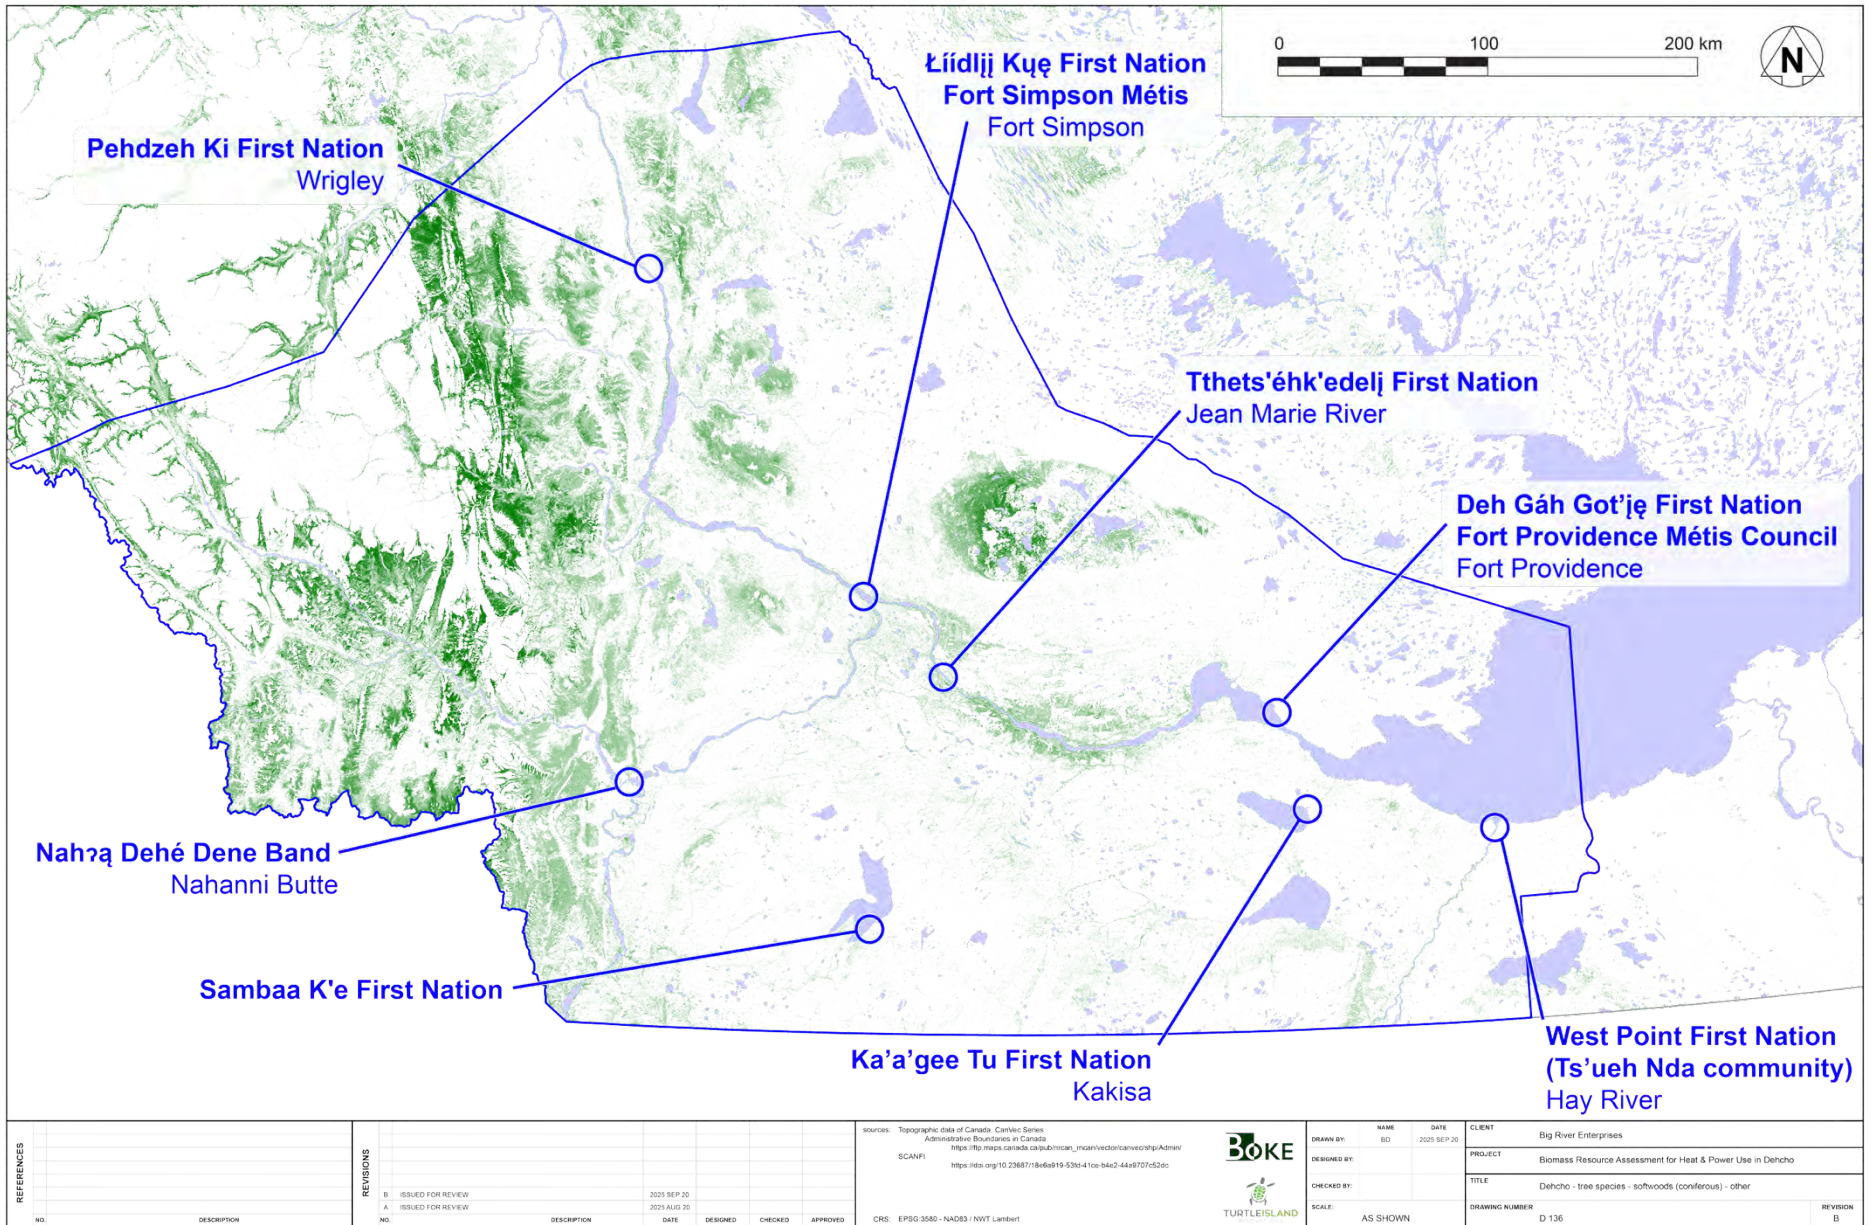 0 100 200 km
N
Łíídlįį Kųę First Nation
Fort Simpson Métis
Fort Simpson
Pehdzeh Ki First Nation
Wrigley
Tthets'éhk'edelį First Nation
Jean Marie River
Deh Gáh Got'įę First Nation
Fort Providence Métis Council
Fort Providence
Nahɂą Dehé Dene Band
Nahanni Butte
Sambaa K'e First Nation
Ka'a'gee Tu First Nation
Kakisa
West Point First Nation
(Ts'ueh Nda community)
Hay River
REFERENCES
NO. DESCRIPTION
REVISIONS
B ISSUED FOR REVIEW 2025 SEP 20
A ISSUED FOR REVIEW 2025 AUG 20
NO. DESCRIPTION DATE DESIGNED CHECKED APPROVED
sources: Topographic data of Canada CanVec Series
Administrative Boundaries in Canada
SCANFI
CRS: EPSG:3580 - NAD83 / NWT Lambert
BOKE
TURTLEISLAND
NAME DATE
DRAWN BY: BD 2025 SEP 20
DESIGNED BY:
CHECKED BY:
SCALE: AS SHOWN
CLIENT
Big River Enterprises
PROJECT
Biomass Resource Assessment for Heat & Power Use in Dehcho
TITLE
Dehcho - tree species - softwoods (coniferous) - other
DRAWING NUMBER
D 136
REVISION
B